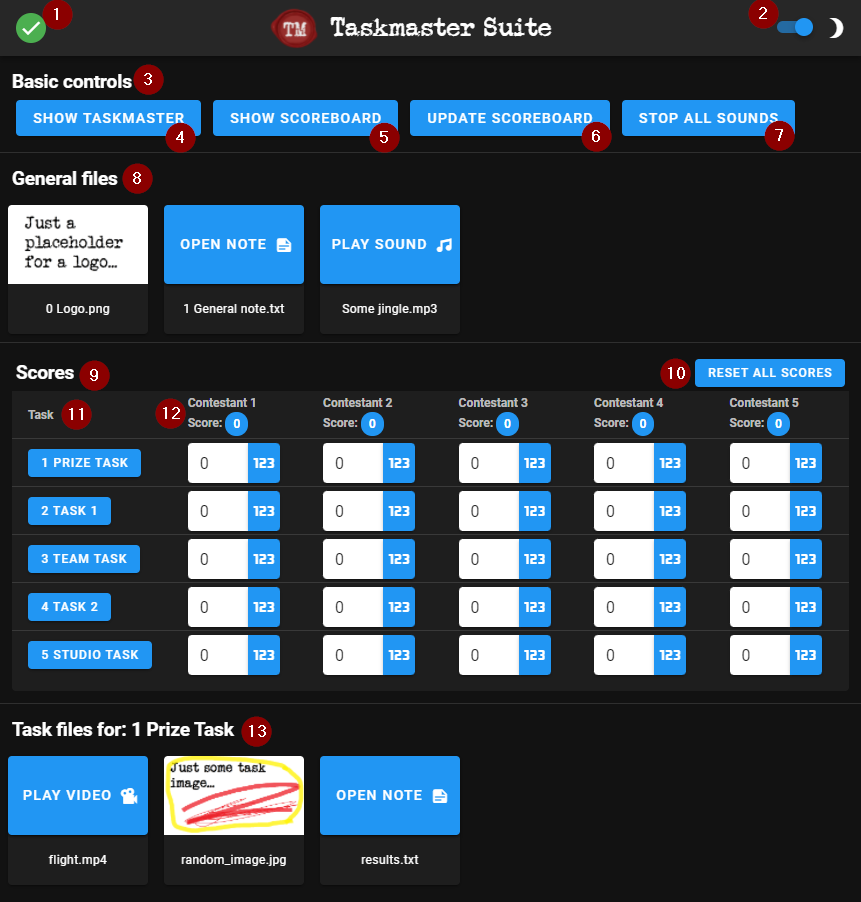 1
TM Taskmaster Suite
2
Basic controls 3
SHOW TASKMASTER 4
SHOW SCOREBOARD 5
UPDATE SCOREBOARD 6
STOP ALL SOUNDS 7
General files 8
Just a
placeholder
for a logo...
0 Logo.png
OPEN NOTE
1 General note.txt
PLAY SOUND
Some jingle.mp3
Scores 9
10 RESET ALL SCORES
Task 11
12
Contestant 1
Score: 0
Contestant 2
Score: 0
Contestant 3
Score: 0
Contestant 4
Score: 0
Contestant 5
Score: 0
1 PRIZE TASK 0 123 0 123 0 123 0 123 0 123
2 TASK 1 0 123 0 123 0 123 0 123 0 123
3 TEAM TASK 0 123 0 123 0 123 0 123 0 123
4 TASK 2 0 123 0 123 0 123 0 123 0 123
5 STUDIO TASK 0 123 0 123 0 123 0 123 0 123
Task files for: 1 Prize Task 13
PLAY VIDEO
flight.mp4
Just some task
image...
random_image.jpg
OPEN NOTE
results.txt